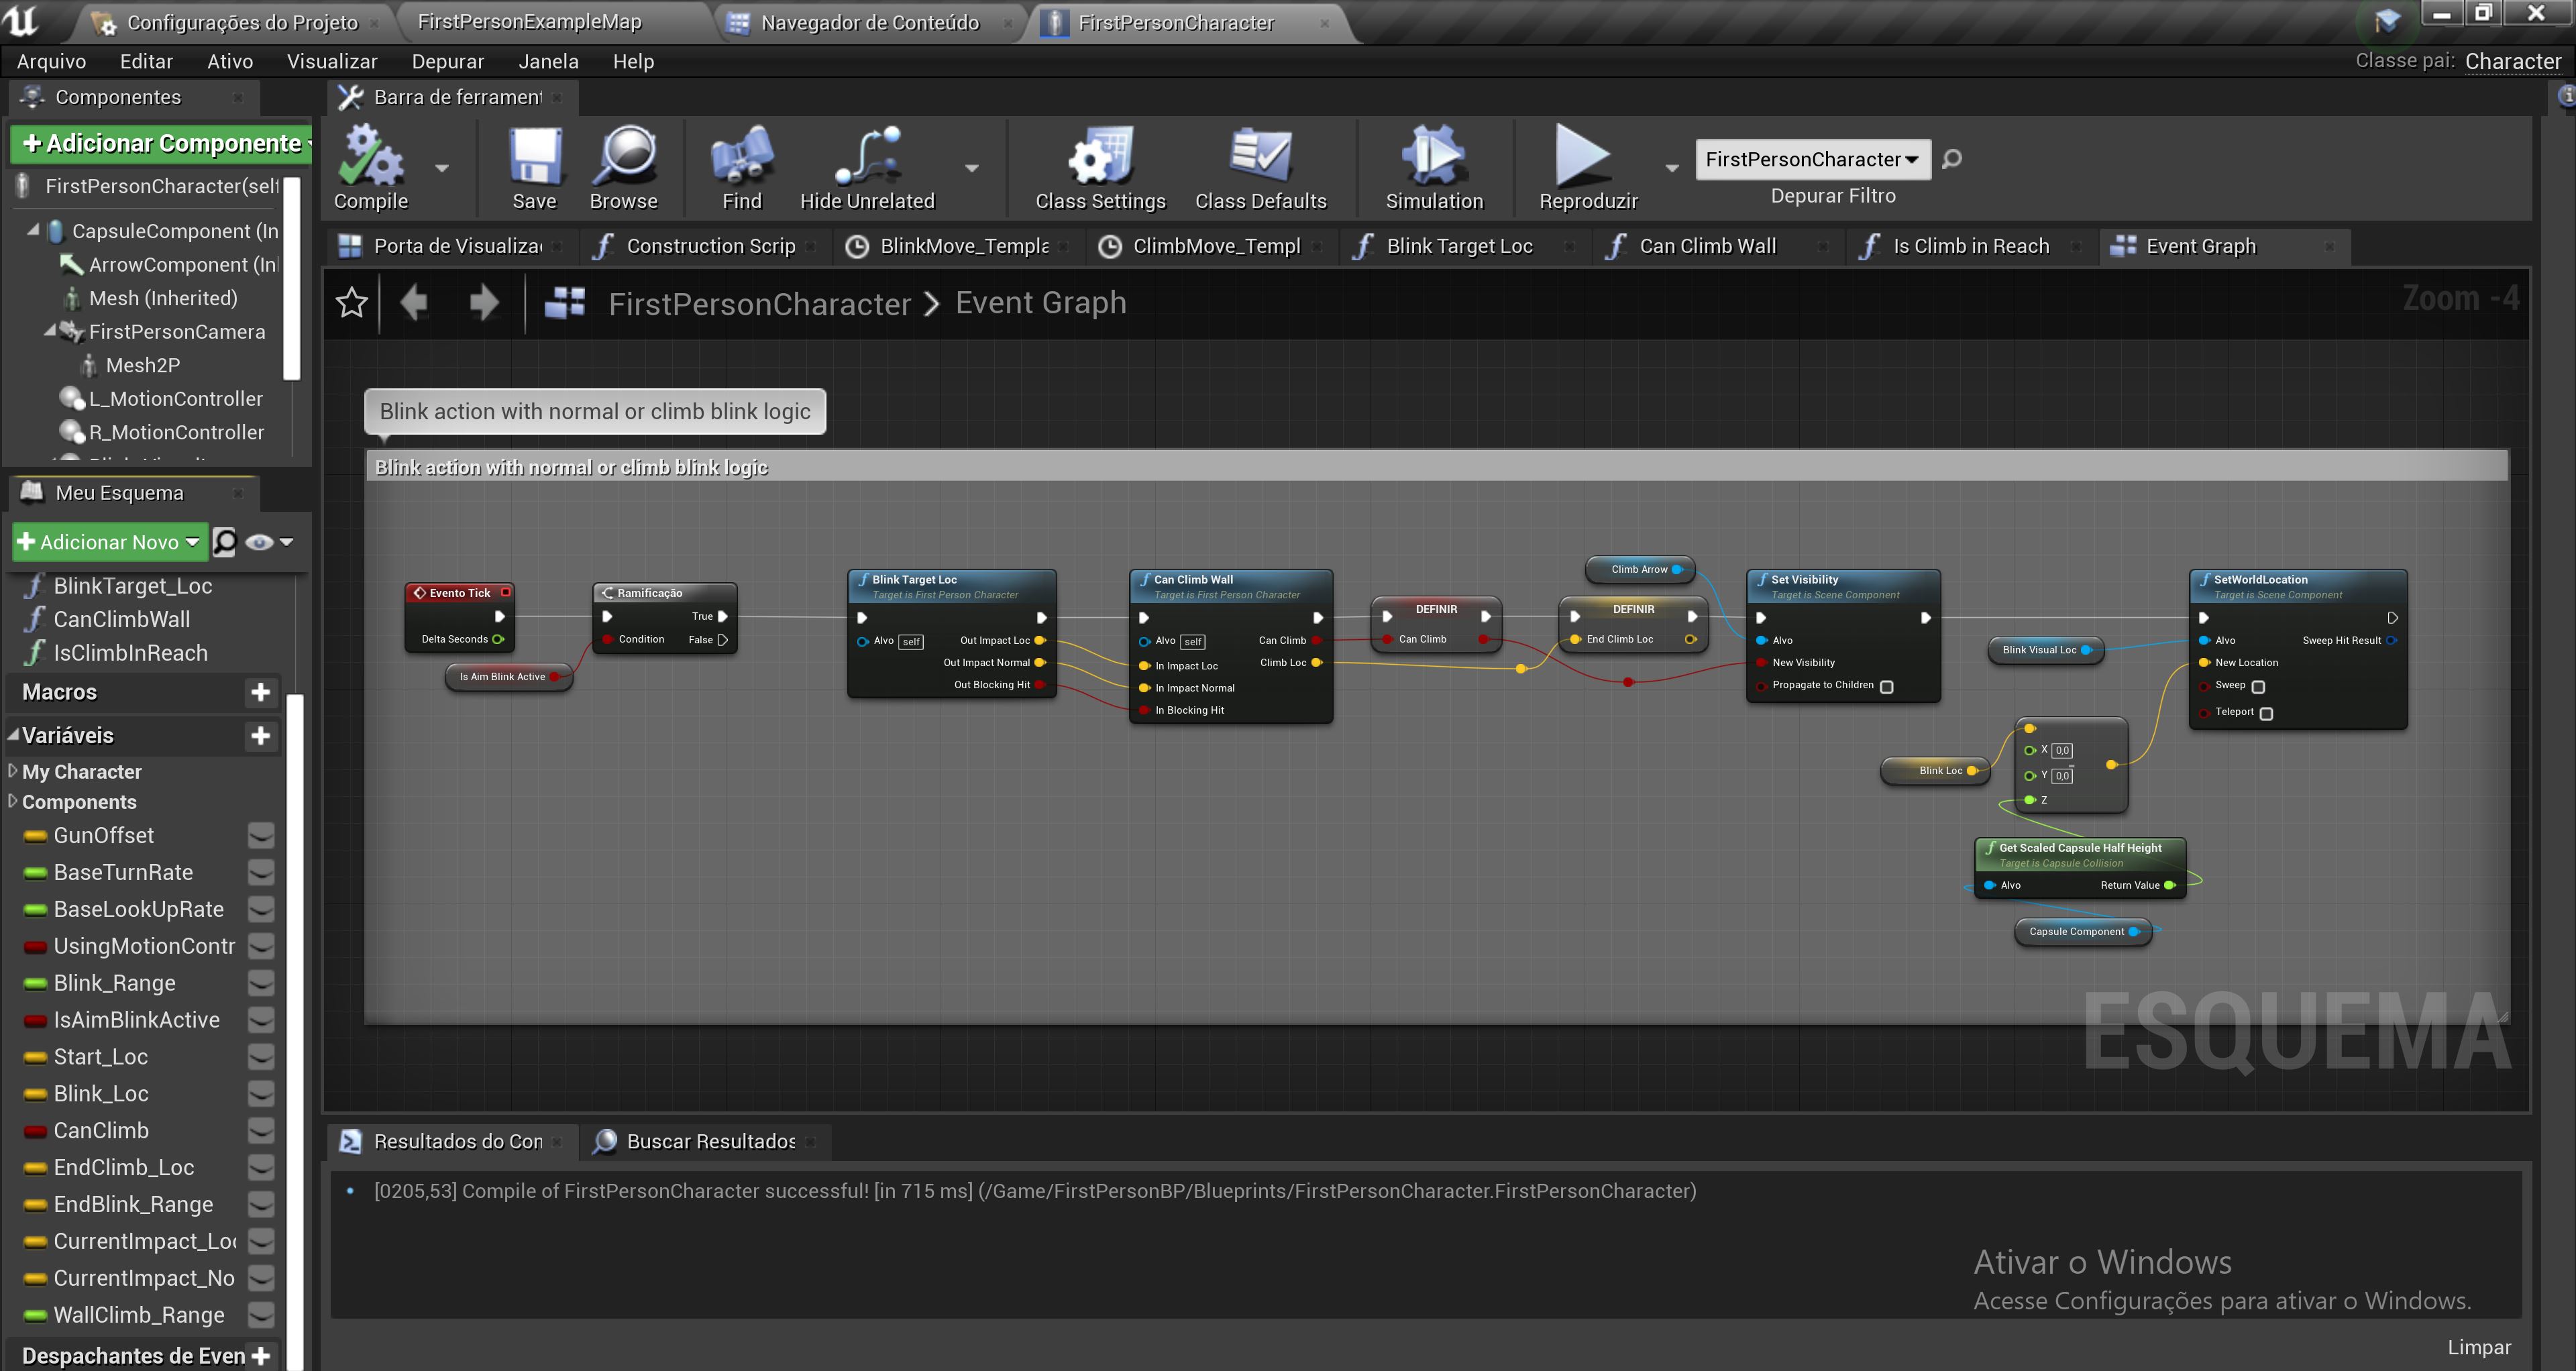 Configurações do Projeto
FirstPersonExampleMap
Navegador de Conteúdo
FirstPersonCharacter
Arquivo Editar Ativo Visualizar Depurar Janela Help
Classe pai: Character
Componentes
Adicionar Componente
FirstPersonCharacter(self
CapsuleComponent (In
ArrowComponent (In
Mesh (Inherited)
FirstPersonCamera
Mesh2P
L_MotionController
R_MotionController
Barra de ferrament
Compile
Save
Browse
Find
Hide Unrelated
Class Settings
Class Defaults
Simulation
Reproduzir
FirstPersonCharacter
Depurar Filtro
Porta de Visualiza
Construction Scrip
BlinkMove_Templa
ClimbMove_Templ
Blink Target Loc
Can Climb Wall
Is Climb in Reach
Event Graph
FirstPersonCharacter > Event Graph
Zoom -4
Blink action with normal or climb blink logic
Blink action with normal or climb blink logic
Evento Tick
Delta Seconds
Is Aim Blink Active
Ramificação
True
Condition
False
Blink Target Loc
Target is First Person Character
Alvo self
Out Impact Loc
Out Impact Normal
Out Blocking Hit
Can Climb Wall
Target is First Person Character
Alvo self
Can Climb
In Impact Loc
Climb Loc
In Impact Normal
In Blocking Hit
DEFINIR
Can Climb
DEFINIR
End Climb Loc
Climb Arrow
Set Visibility
Target is Scene Component
Alvo
New Visibility
Propagate to Children
Blink Visual Loc
SetWorldLocation
Target is Scene Component
Alvo
Sweep Hit Result
New Location
Sweep
Teleport
Blink Loc
X 0,0
Y 0,0
Z
Get Scaled Capsule Half Height
Target is Capsule Collision
Alvo
Return Value
Capsule Component
ESQUEMA
Meu Esquema
Adicionar Novo
BlinkTarget_Loc
CanClimbWall
IsClimbInReach
Macros
Variáveis
My Character
Components
GunOffset
BaseTurnRate
BaseLookUpRate
UsingMotionContr
Blink_Range
IsAimBlinkActive
Start_Loc
Blink_Loc
CanClimb
EndClimb_Loc
EndBlink_Range
CurrentImpact_Loc
CurrentImpact_No
WallClimb_Range
Despachantes de Even
Resultados do Com
Buscar Resultados
[0205,53] Compile of FirstPersonCharacter successful! [in 715 ms] (/Game/FirstPersonBP/Blueprints/FirstPersonCharacter.FirstPersonCharacter)
Ativar o Windows
Acesse Configurações para ativar o Windows.
Limpar